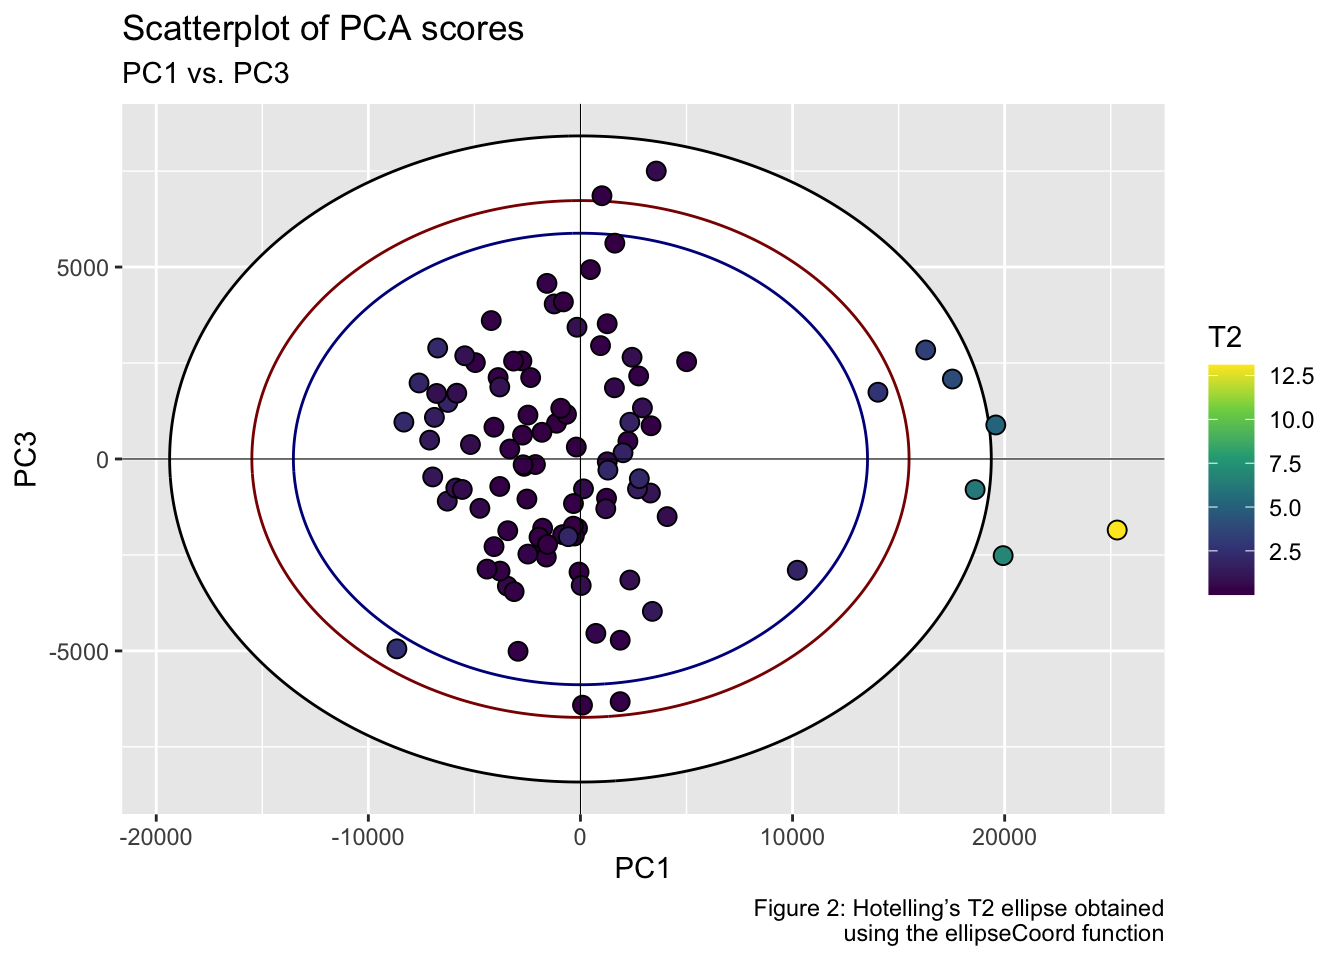 Scatterplot of PCA scores
PC1 vs. PC3
PC3
5000
0
-5000
-20000 -10000 0 10000 20000
PC1
T2
12.5
10.0
7.5
5.0
2.5
Figure 2: Hotelling’s T2 ellipse obtained
using the ellipseCoord function